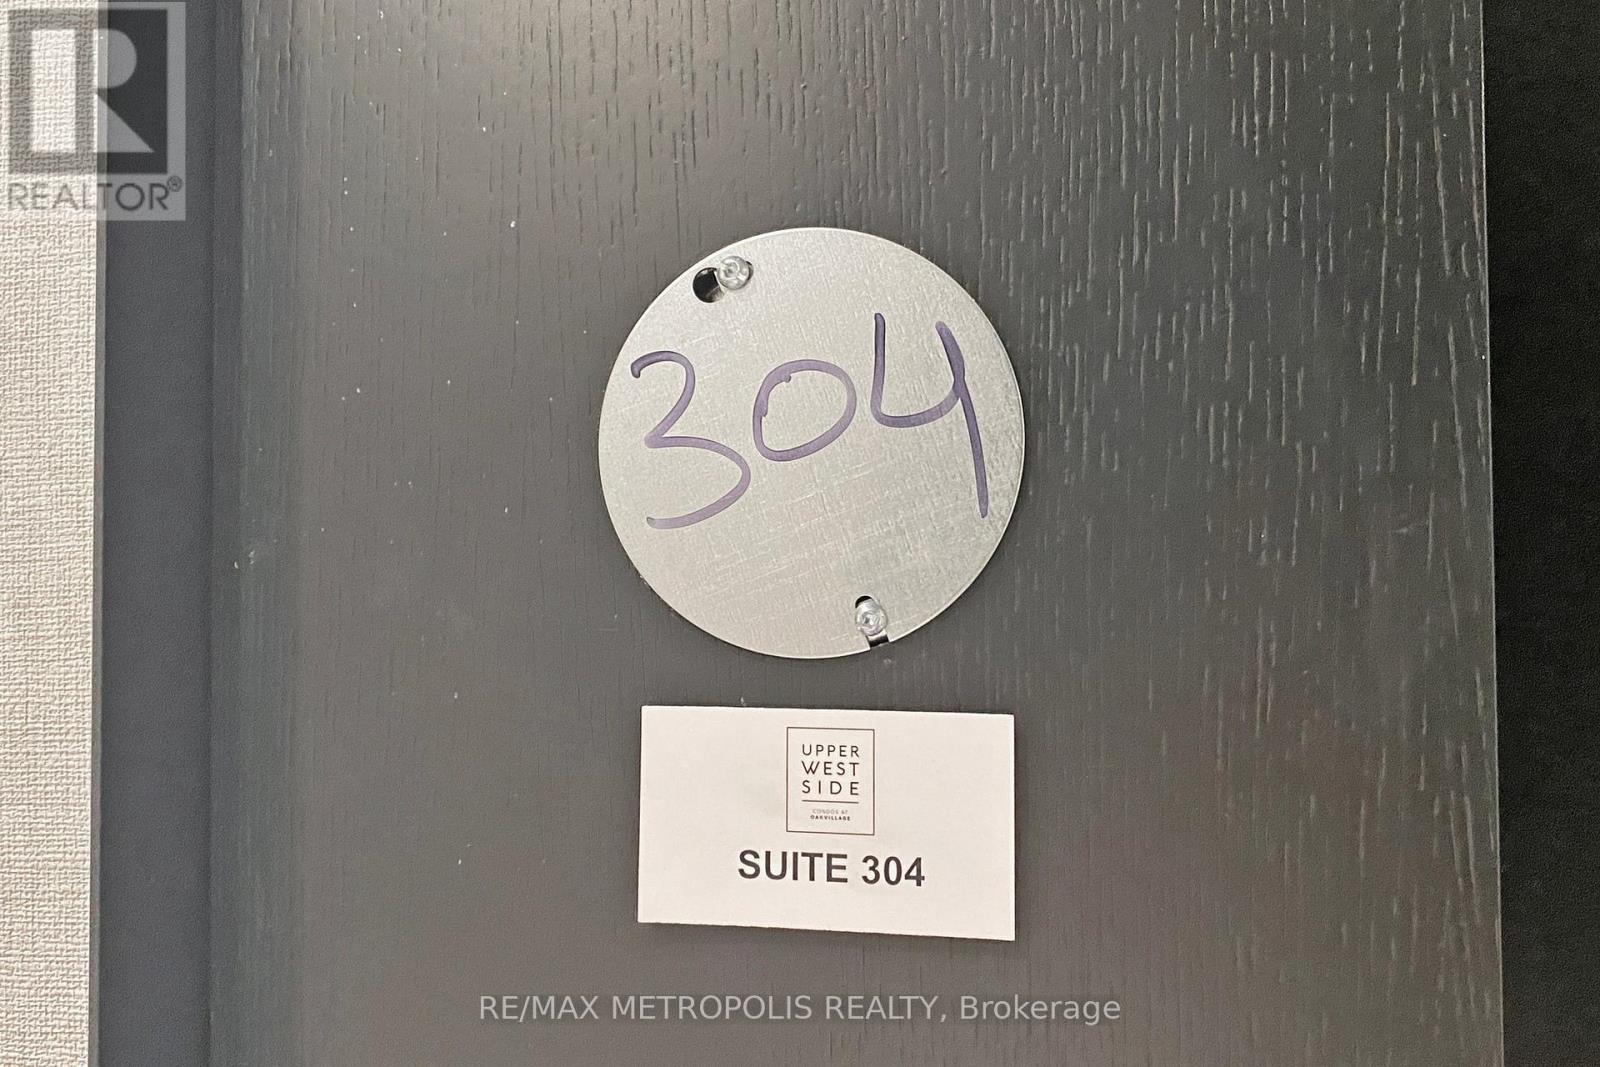 REALTOR®
304
UPPER
WEST
SIDE
CONDOS AT
OAKVILLAGE
SUITE 304
RE/MAX METROPOLIS REALTY, Brokerage